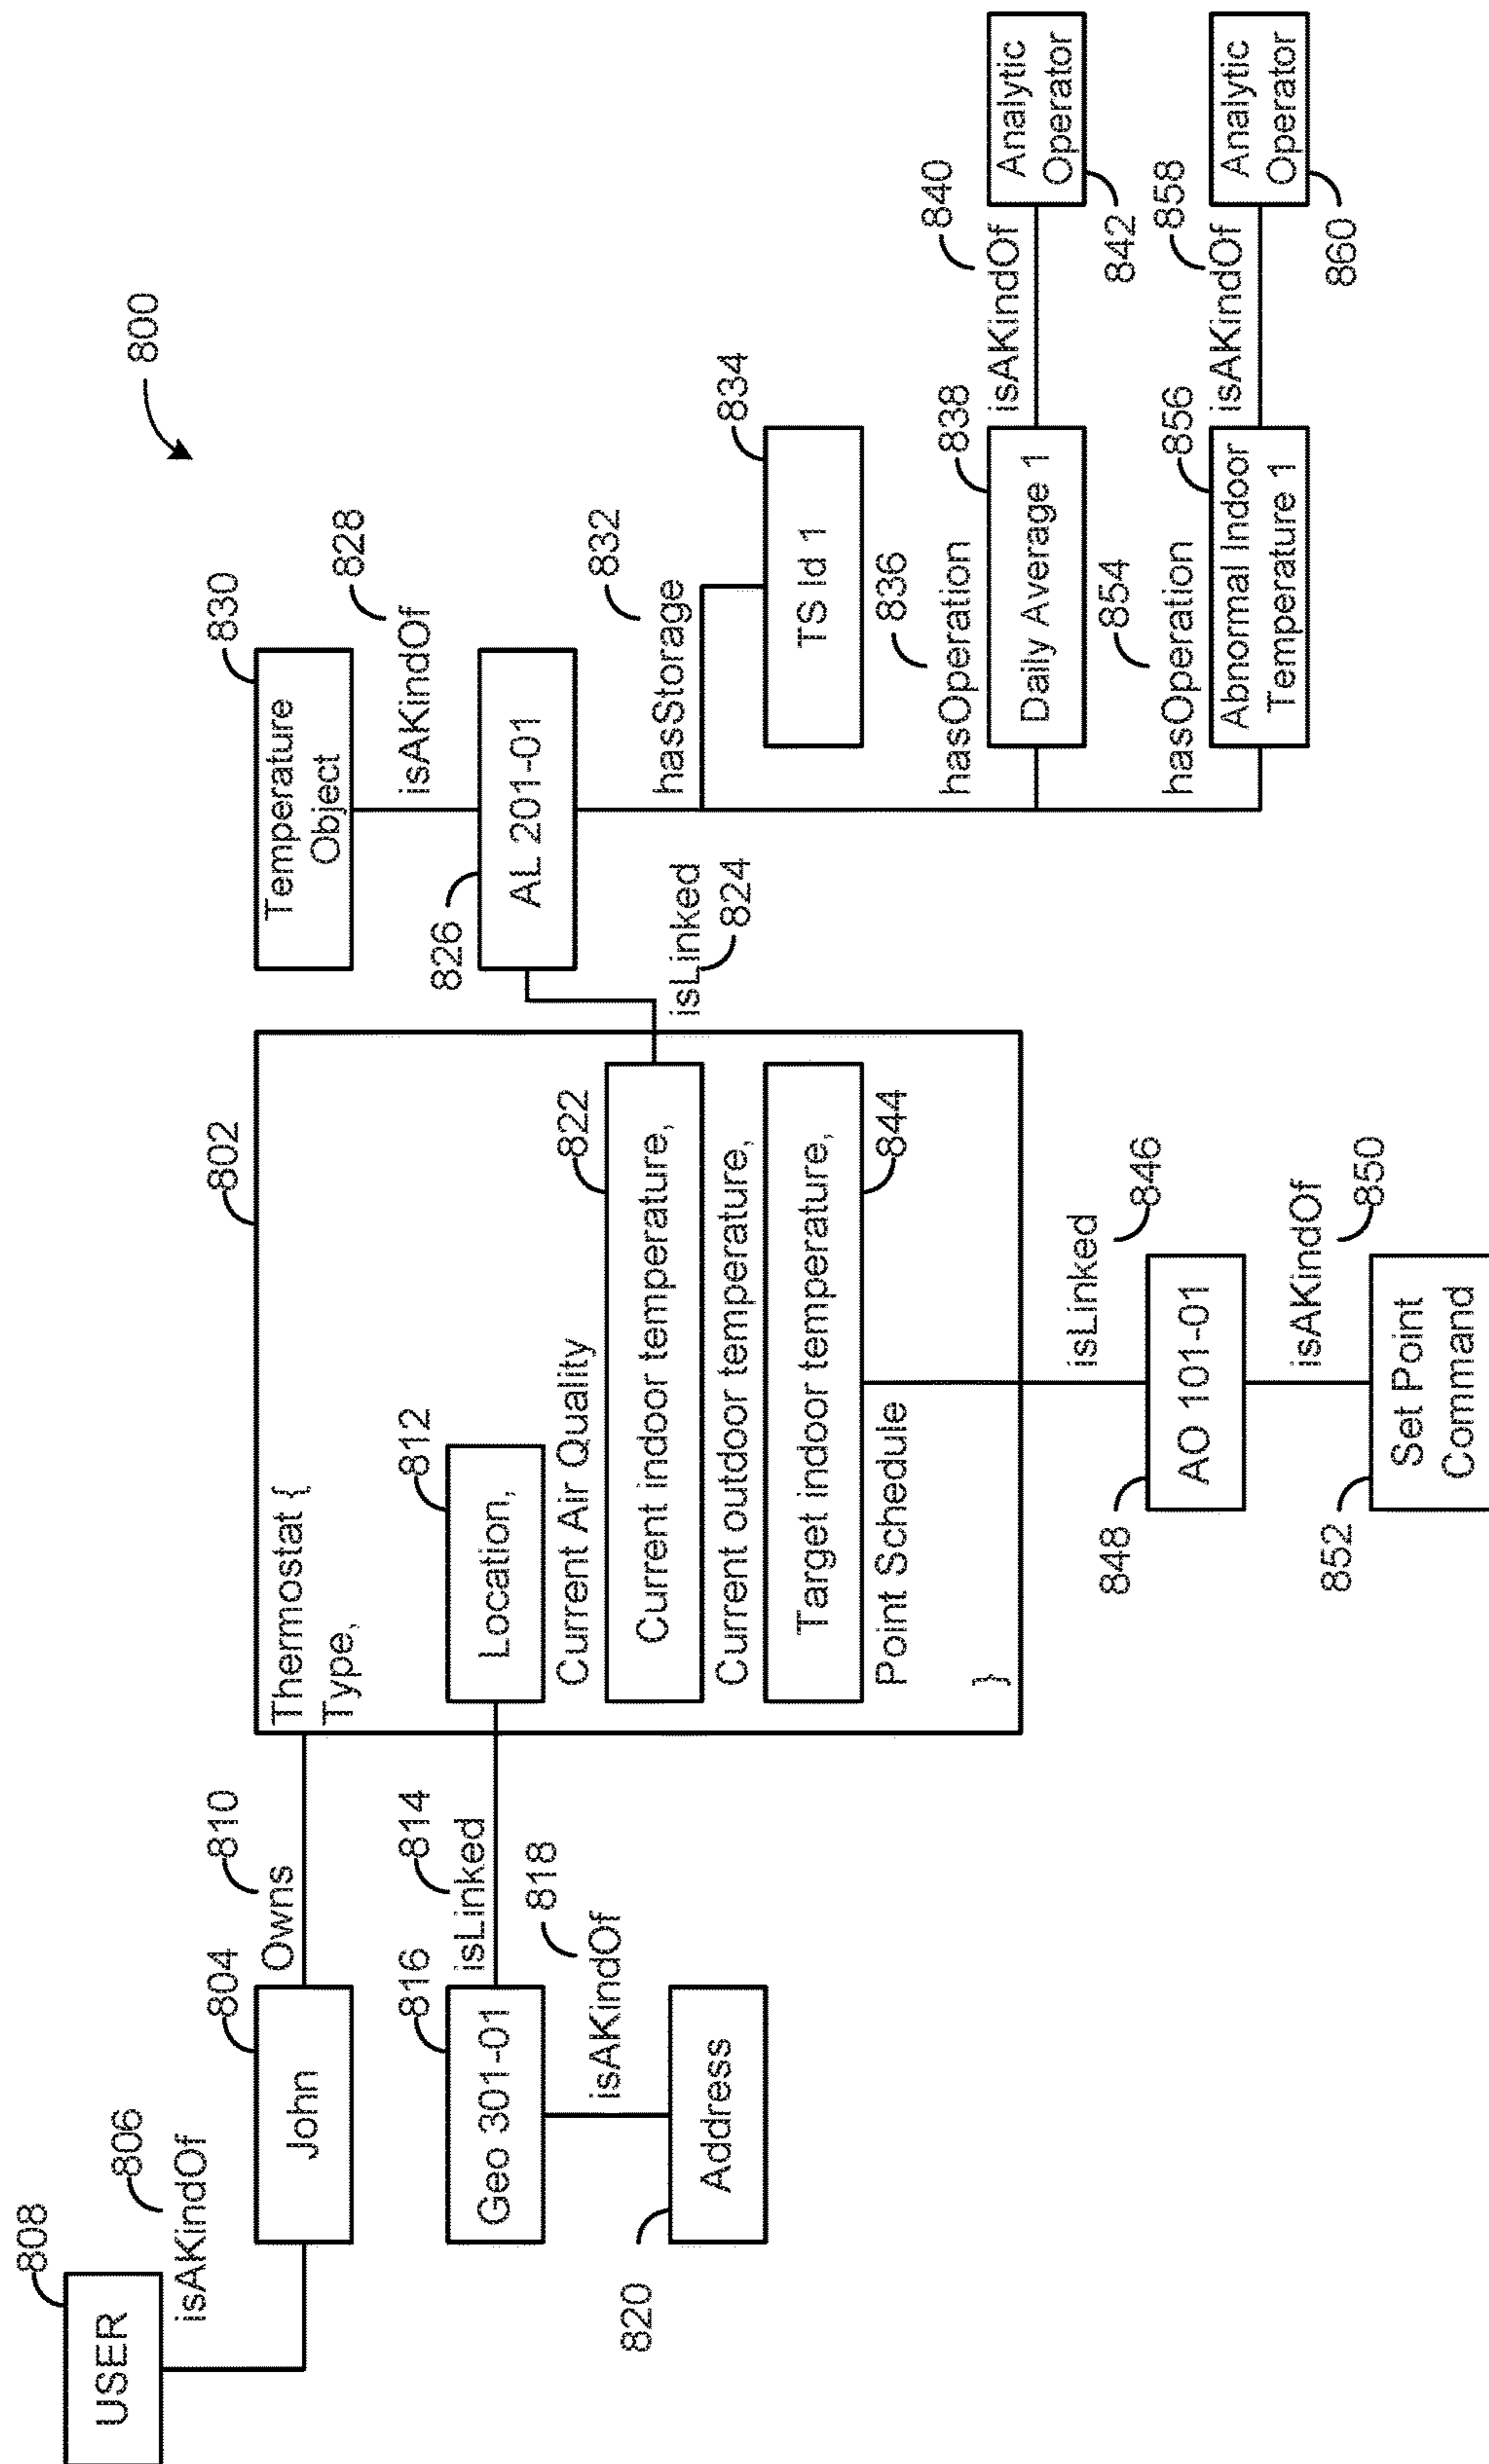 800
808
USER
806
isAKindOf
804
John
810
Owns
816
Geo 301-01
814
isLinked
818
isAKindOf
820
Address
802
Thermostat {
Type,
812
Location,
Current Air Quality
822
Current indoor temperature,
Current outdoor temperature,
Target indoor temperature,
844
Point Schedule
}
isLinked
846
848
AO 101-01
isAKindOf
850
852
Set Point
Command
isLinked
824
826
AL 201-01
830
Temperature
Object
828
isAKindOf
832
hasStorage
834
TS Id 1
836
hasOperation
838
Daily Average 1
840
isAKindOf
Analytic
Operator
842
854
hasOperation
856
Abnormal Indoor
Temperature 1
858
isAKindOf
Analytic
Operator
860